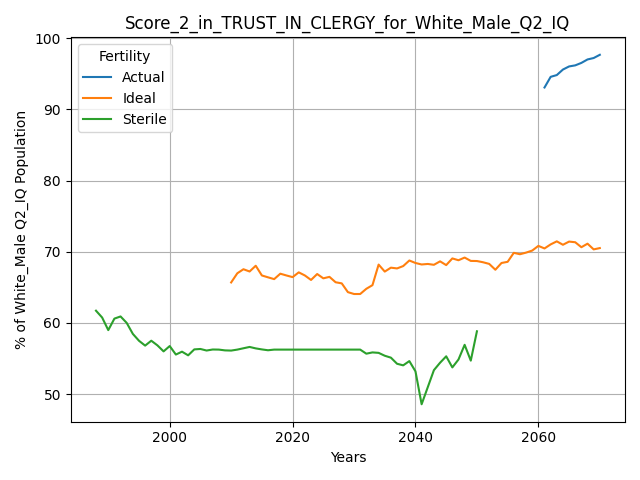 Score_2_in_TRUST_IN_CLERGY_for_White_Male_Q2_IQ
Fertility
Actual
Ideal
Sterile
% of White_Male Q2_IQ Population
100
90
80
70
60
50
2000
2020
2040
2060
Years